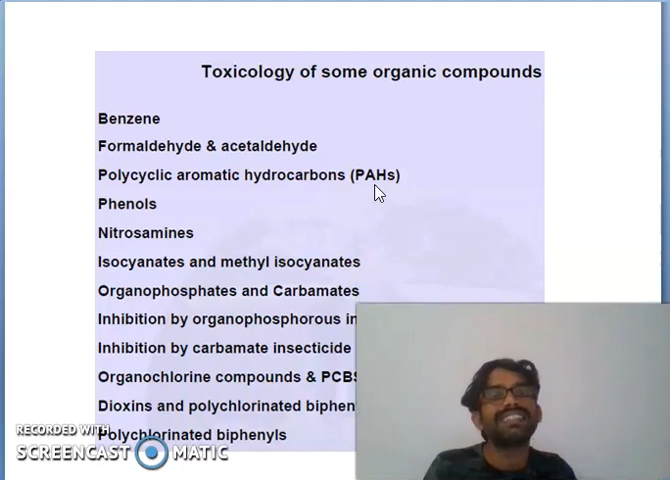 Toxicology of some organic compounds
Benzene
Formaldehyde & acetaldehyde
Polycyclic aromatic hydrocarbons (PAHs)
Phenols
Nitrosamines
Isocyanates and methyl isocyanates
Organophosphates and Carbamates
Inhibition by organophosphorous
Inhibition by carbamate insecticide
Organochlorine compounds & PCBS
Dioxins and polychlorinated
Polychlorinated biphenyls
RECORDED WITH
SCREENCAST MATIC